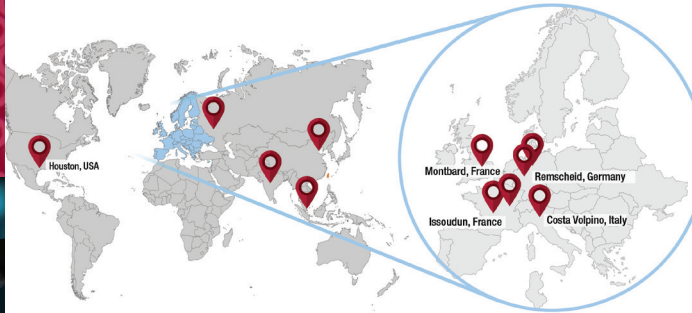 Houston, USA
Montbard, France
Remscheid, Germany
Issoudun, France
Costa Volpino, Italy